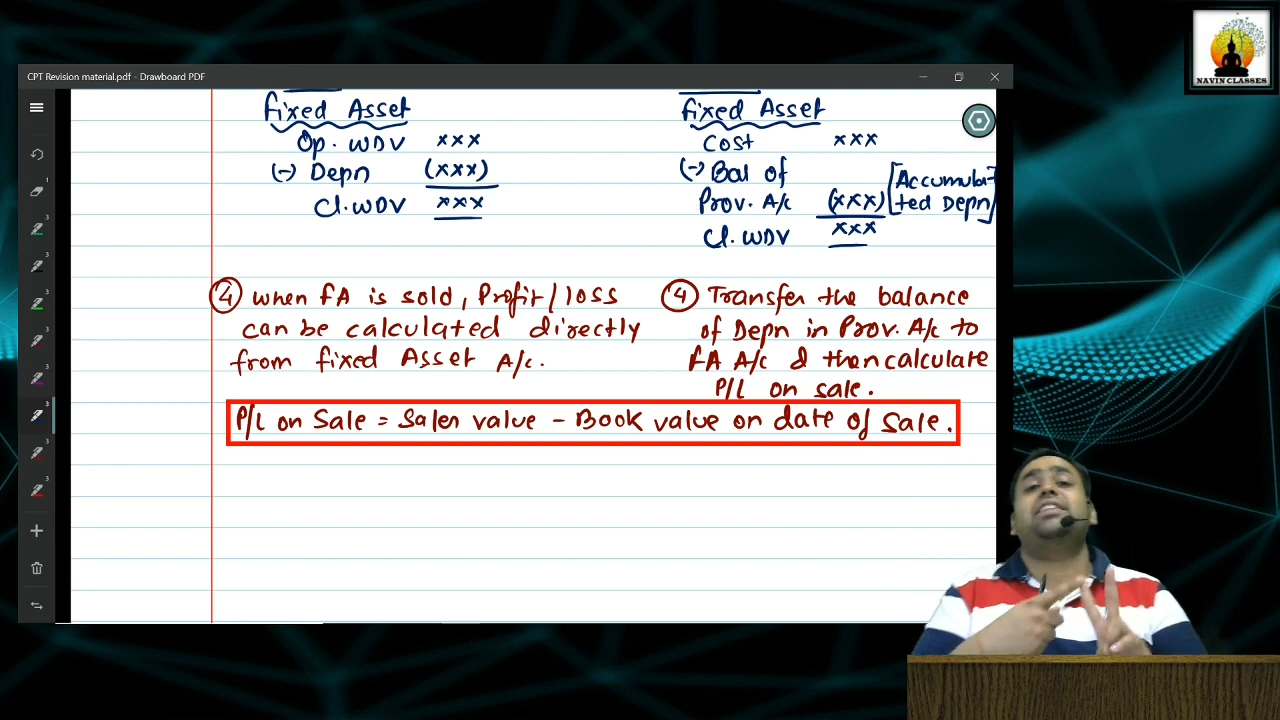 NAVIN CLASSES
CPT Revision material.pdf - Drawboard PDF
Fixed Asset
Op. WDV xxx
(-) Depn (xxx)
Cl. WDV xxx
Fixed Asset
Cost xxx
(-) Bal of
Prov. A/c (xxx)
[Accumula-
ted Depn]
Cl. WDV xxx
④ When FA is sold, Profit/loss
can be calculated directly
from fixed Asset A/c.
④ Transfer the balance
of Depn in Prov. A/c to
FA A/c & then calculate
P/L on sale.
P/L on Sale = Sales value - Book value on date of Sale.